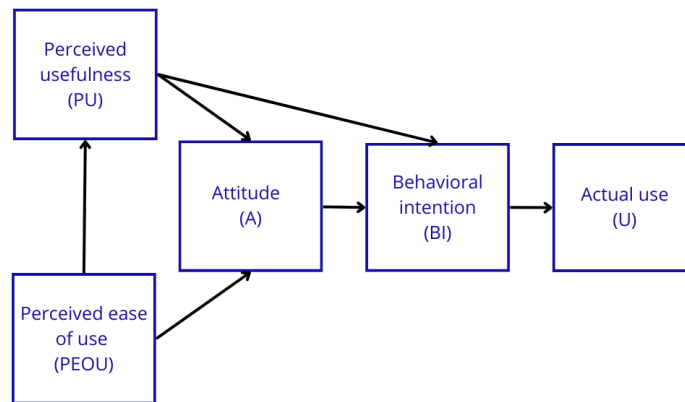 Perceived
usefulness
(PU)
Attitude
(A)
Behavioral
intention
(BI)
Actual use
(U)
Perceived ease
of use
(PEOU)